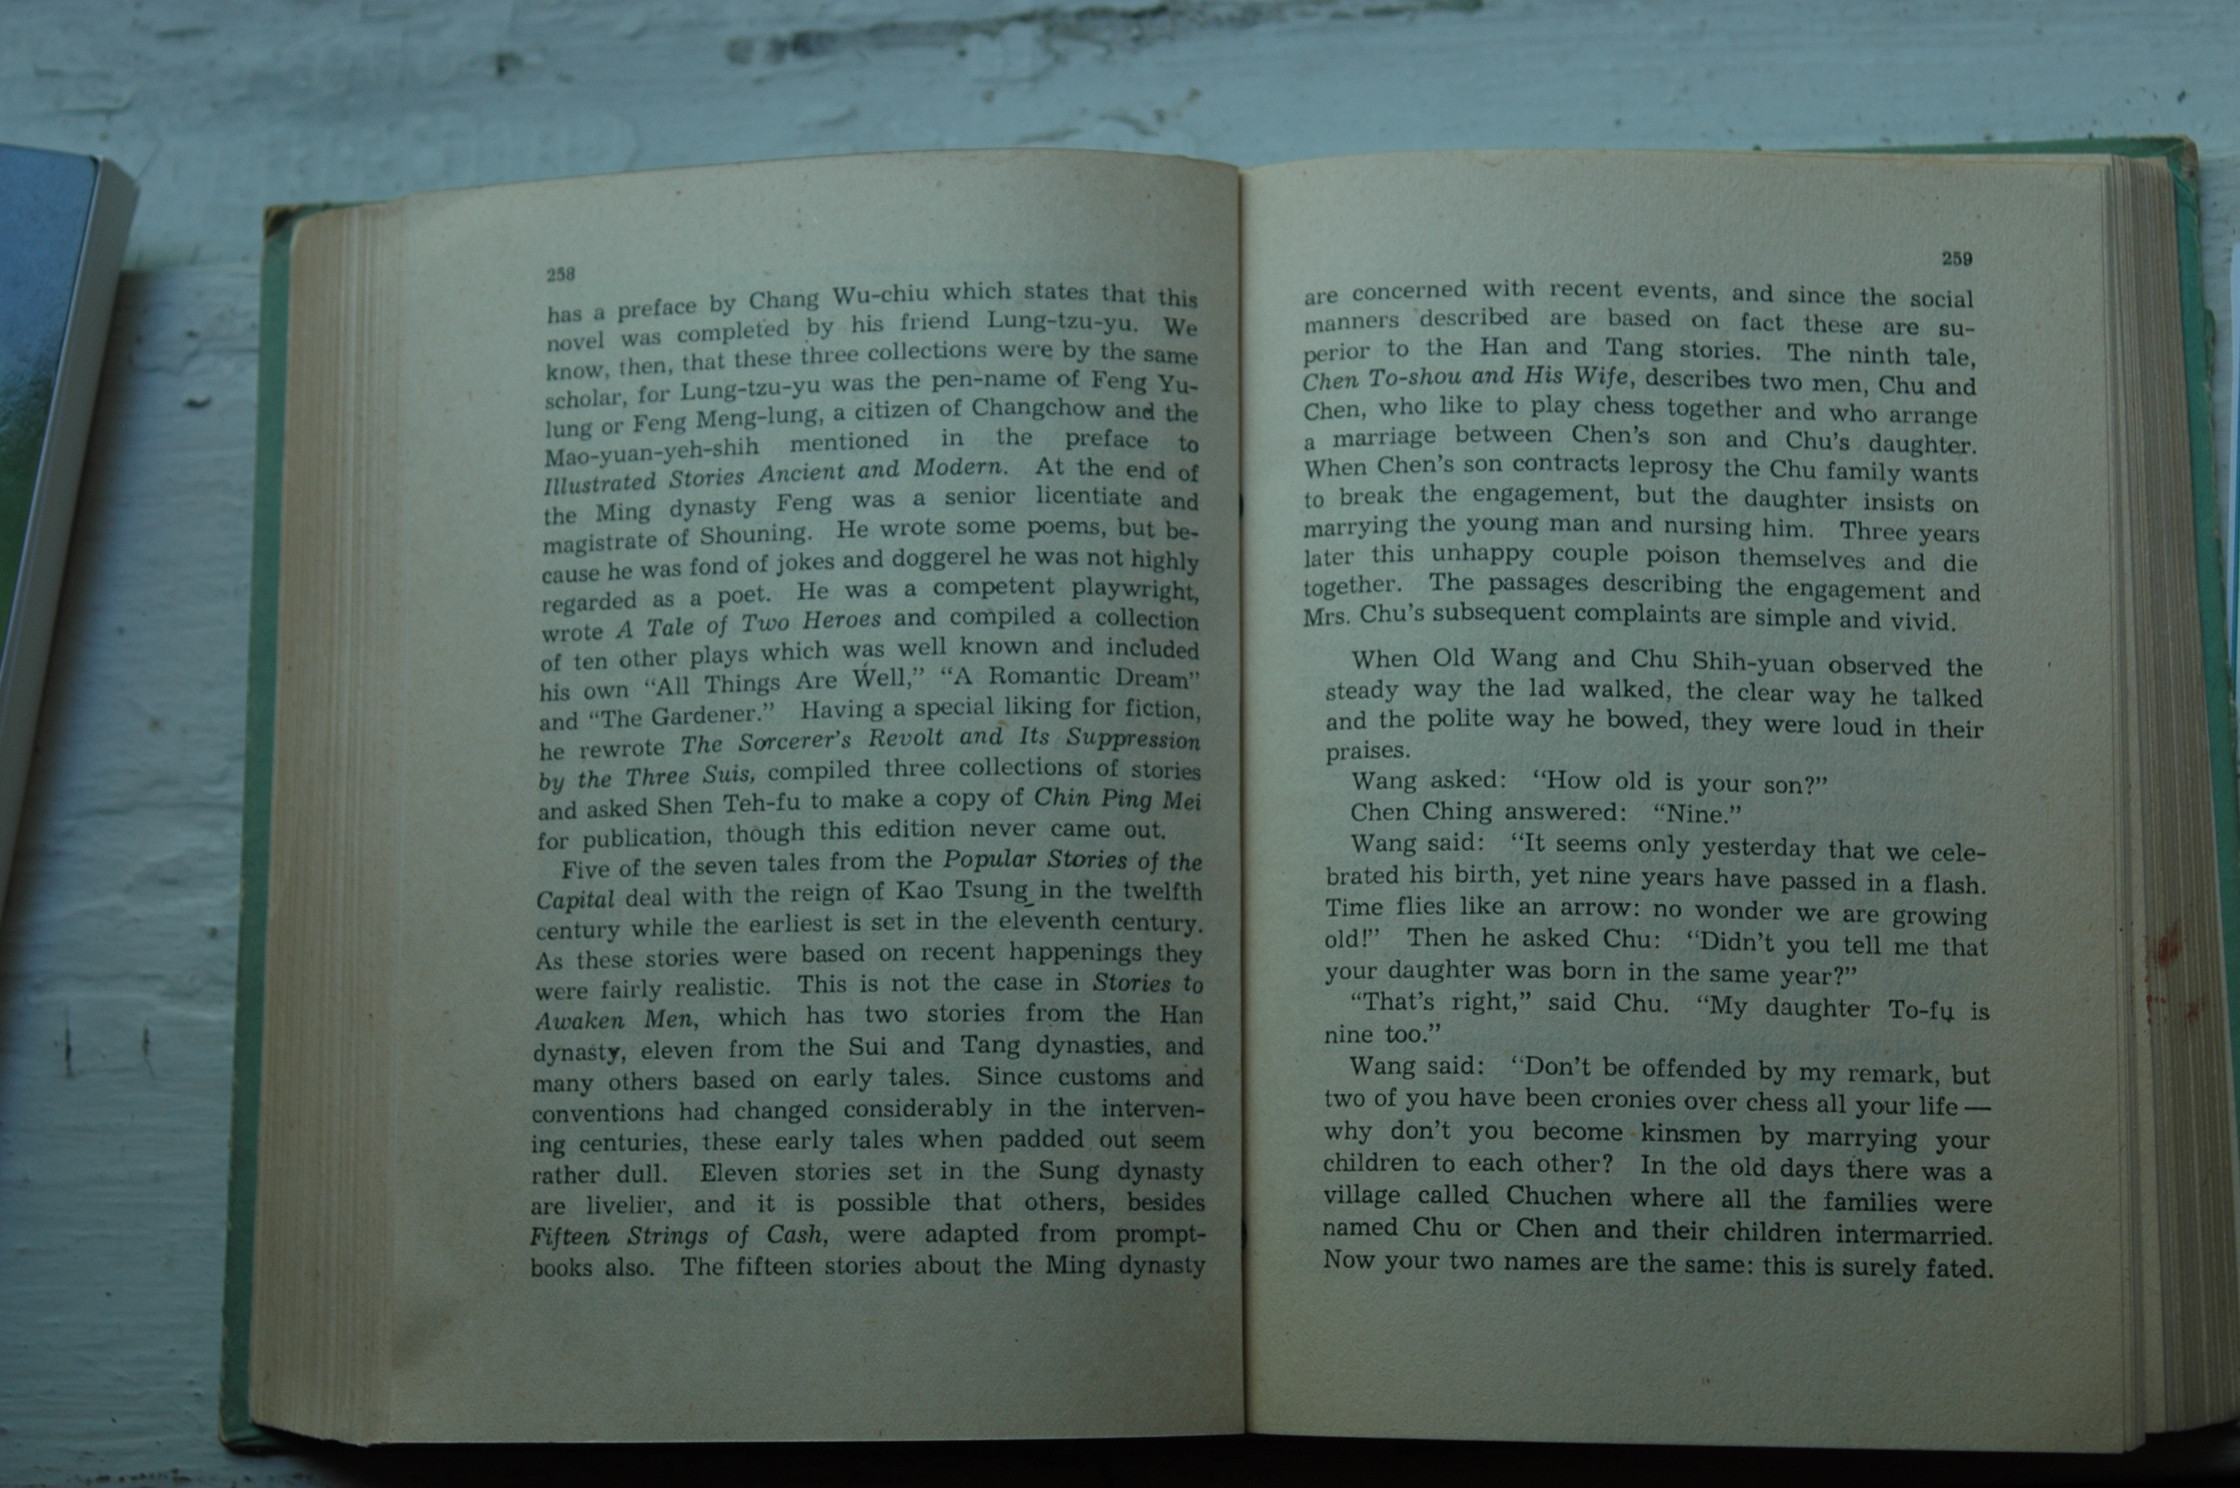 258
has a preface by Chang Wu-chiu which states that this
novel was completed by his friend Lung-tzu-yu. We
know, then, that these three collections were by the same
scholar, for Lung-tzu-yu was the pen-name of Feng Yu-
lung or Feng Meng-lung, a citizen of Changchow and the
Mao-yuan-yeh-shih mentioned in the preface to
Illustrated Stories Ancient and Modern. At the end of
the Ming dynasty Feng was a senior licentiate and
magistrate of Shouning. He wrote some poems, but be-
cause he was fond of jokes and doggerel he was not highly
regarded as a poet. He was a competent playwright,
wrote A Tale of Two Heroes and compiled a collection
of ten other plays which was well known and included
his own “All Things Are Well,” “A Romantic Dream”
and “The Gardener.” Having a special liking for fiction,
he rewrote The Sorcerer's Revolt and Its Suppression
by the Three Suis, compiled three collections of stories
and asked Shen Teh-fu to make a copy of Chin Ping Mei
for publication, though this edition never came out.
Five of the seven tales from the Popular Stories of the
Capital deal with the reign of Kao Tsung in the twelfth
century while the earliest is set in the eleventh century.
As these stories were based on recent happenings they
were fairly realistic. This is not the case in Stories to
Awaken Men, which has two stories from the Han
dynasty, eleven from the Sui and Tang dynasties, and
many others based on early tales. Since customs and
conventions had changed considerably in the interven-
ing centuries, these early tales when padded out seem
rather dull. Eleven stories set in the Sung dynasty
are livelier, and it is possible that others, besides
Fifteen Strings of Cash, were adapted from prompt-
books also. The fifteen stories about the Ming dynasty
259
are concerned with recent events, and since the social
manners described are based on fact these are su-
perior to the Han and Tang stories. The ninth tale,
Chen To-shou and His Wife, describes two men, Chu and
Chen, who like to play chess together and who arrange
a marriage between Chen's son and Chu's daughter.
When Chen's son contracts leprosy the Chu family wants
to break the engagement, but the daughter insists on
marrying the young man and nursing him. Three years
later this unhappy couple poison themselves and die
together. The passages describing the engagement and
Mrs. Chu's subsequent complaints are simple and vivid.
When Old Wang and Chu Shih-yuan observed the
steady way the lad walked, the clear way he talked
and the polite way he bowed, they were loud in their
praises.
Wang asked: “How old is your son?”
Chen Ching answered: “Nine.”
Wang said: “It seems only yesterday that we cele-
brated his birth, yet nine years have passed in a flash.
Time flies like an arrow: no wonder we are growing
old!” Then he asked Chu: “Didn't you tell me that
your daughter was born in the same year?”
“That's right,” said Chu. “My daughter To-fu is
nine too.”
Wang said: “Don't be offended by my remark, but
two of you have been cronies over chess all your life —
why don't you become kinsmen by marrying your
children to each other? In the old days there was a
village called Chuchen where all the families were
named Chu or Chen and their children intermarried.
Now your two names are the same: this is surely fated.